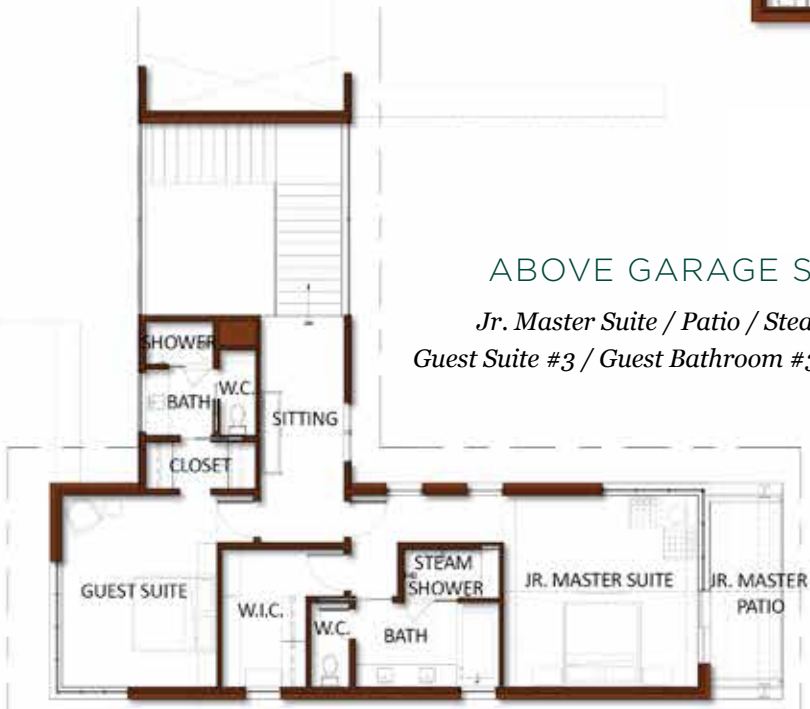 ABOVE GARAGE S
Jr. Master Suite / Patio / Stea
Guest Suite #3 / Guest Bathroom #3
SHOWER
W.C.
BATH
SITTING
CLOSET
GUEST SUITE
W.I.C.
W.C.
BATH
STEAM
SHOWER
JR. MASTER SUITE
JR. MASTER
PATIO